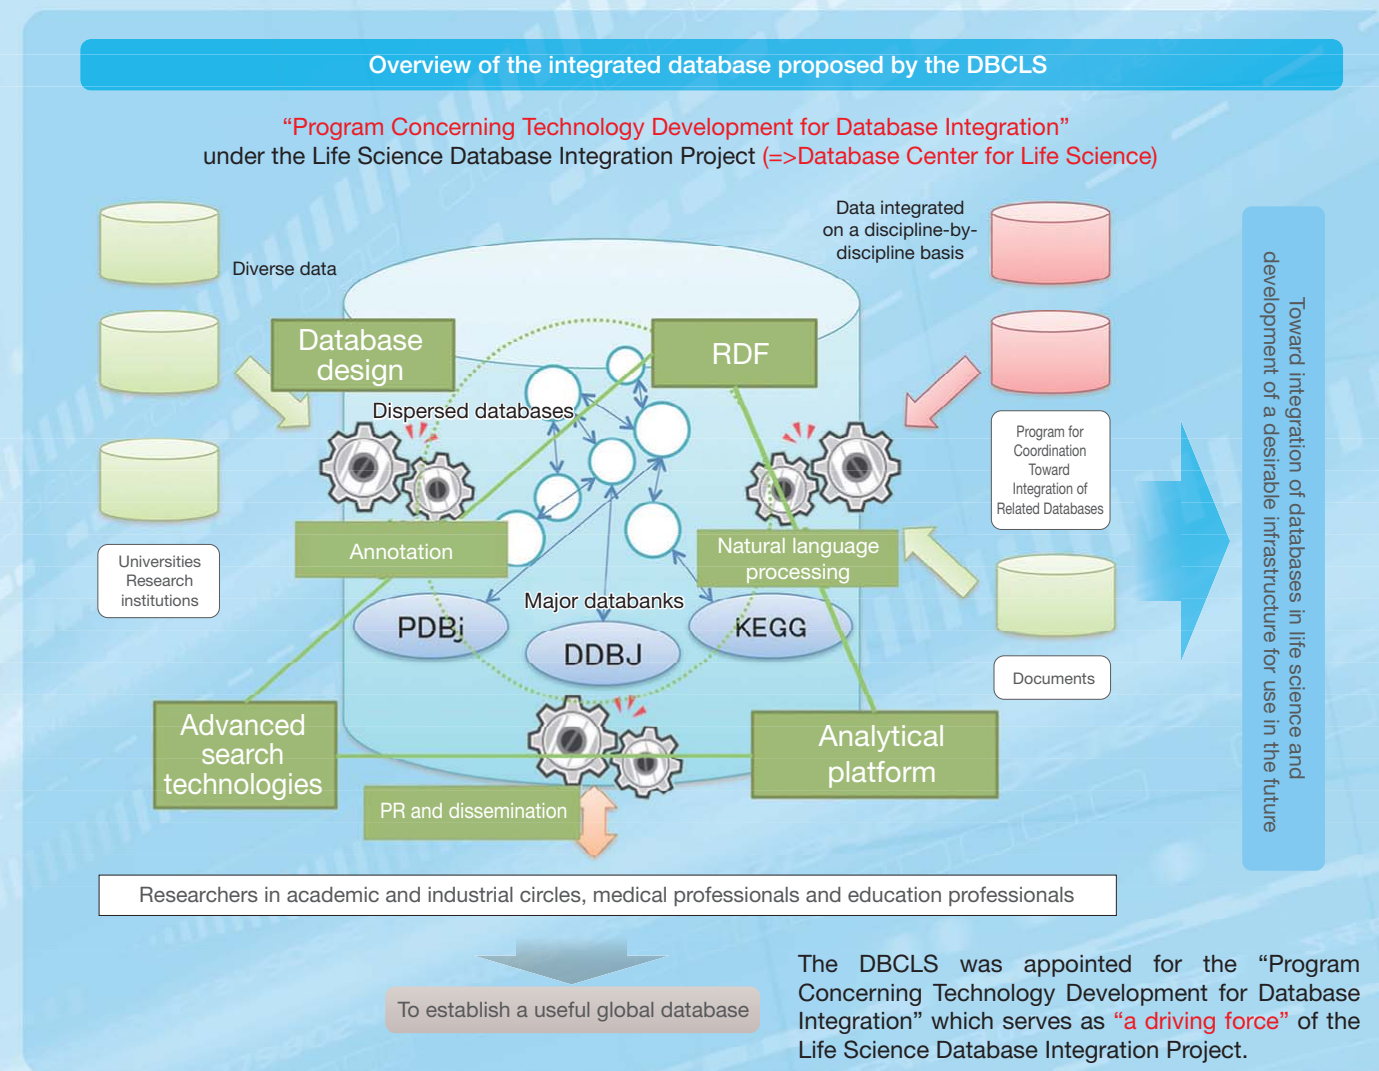 Overview of the integrated database proposed by the DBCLS
“Program Concerning Technology Development for Database Integration”
under the Life Science Database Integration Project (=>Database Center for Life Science)
Diverse data
Data integrated
on a discipline-by-
discipline basis
Database
design
RDF
Dispersed databases
Annotation
Natural language
processing
Universities
Research
institutions
Program for
Coordination
Toward
Integration of
Related Databases
Major databanks
PDBj
DDBJ
KEGG
Documents
Advanced
search
technologies
Analytical
platform
PR and dissemination
Toward integration of databases in life science and
development of a desirable infrastructure for use in the future
Researchers in academic and industrial circles, medical professionals and education professionals
To establish a useful global database
The DBCLS was appointed for the “Program
Concerning Technology Development for Database
Integration” which serves as “a driving force” of the
Life Science Database Integration Project.